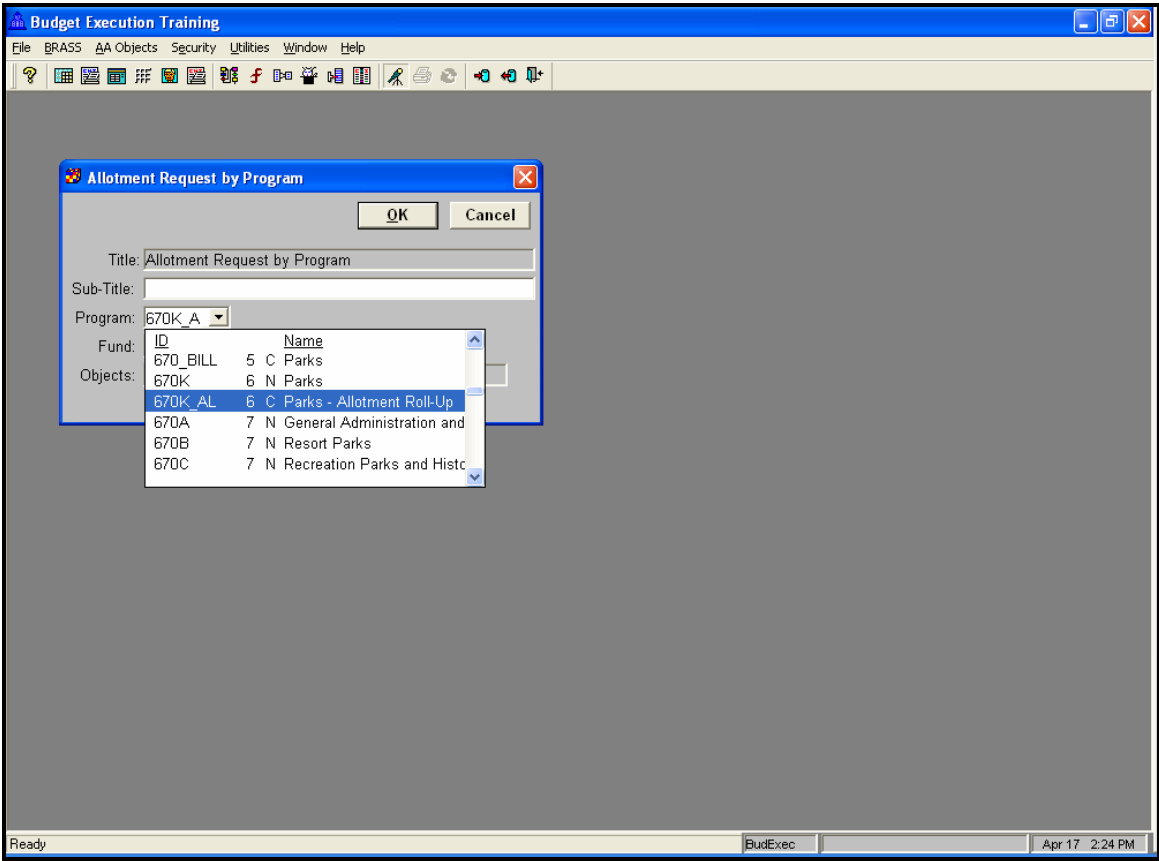 Budget Execution Training
File BRASS AA Objects Security Utilities Window Help
Allotment Request by Program
OK Cancel
Title: Allotment Request by Program
Sub-Title:
Program: 670K_A
Fund:
Objects:
ID Name
670_BILL 5 C Parks
670K 6 N Parks
670K_AL 6 C Parks - Allotment Roll-Up
670A 7 N General Administration and
670B 7 N Resort Parks
670C 7 N Recreation Parks and Histo
Ready BudExec Apr 17 2:24 PM